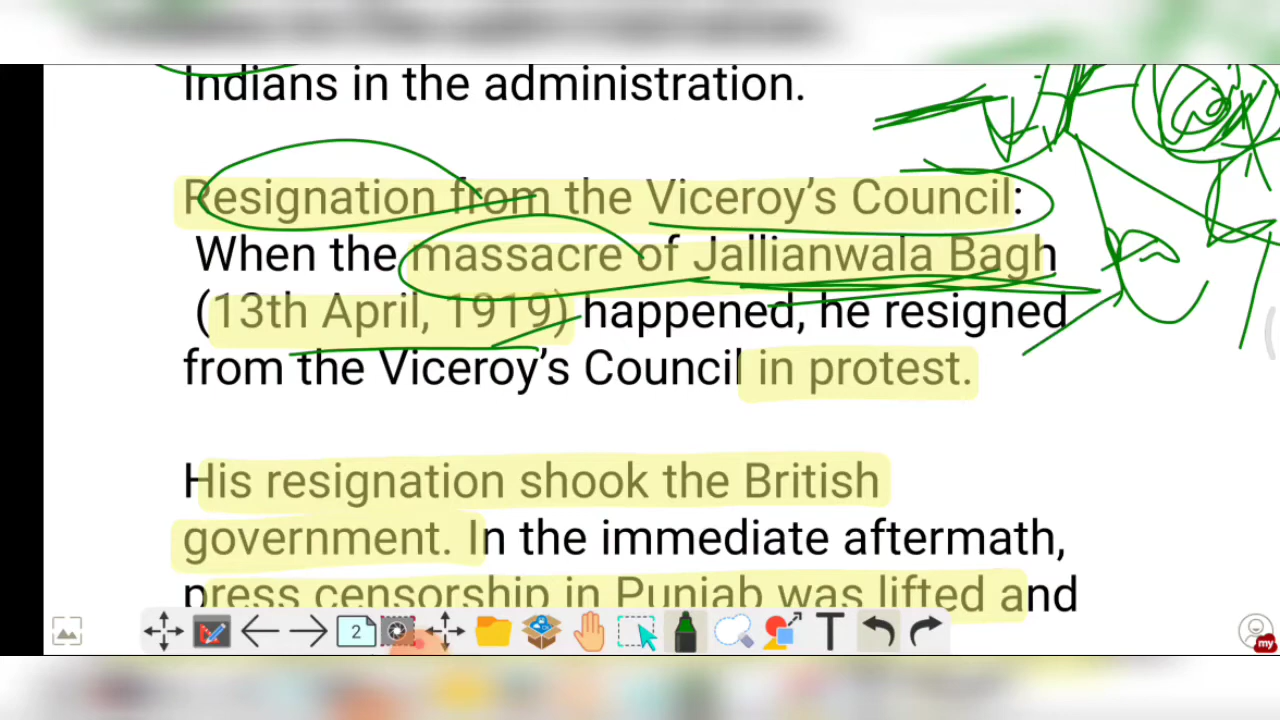 Indians in the administration.
Resignation from the Viceroy’s Council:
When the massacre of Jallianwala Bagh
(13th April, 1919) happened, he resigned
from the Viceroy’s Council in protest.
His resignation shook the British
government. In the immediate aftermath,
press censorship in Punjab was lifted and
2
T
my